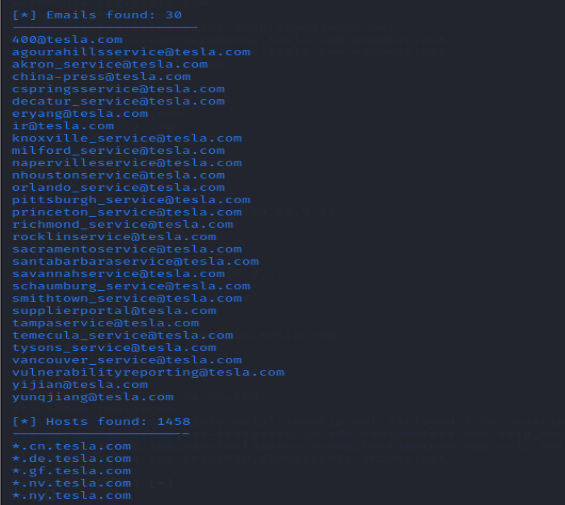 [*] Emails found: 30
----------------------
400@tesla.com
agourahillsservice@tesla.com
akron_service@tesla.com
china-press@tesla.com
cspringsservice@tesla.com
decatur_service@tesla.com
eryang@tesla.com
ir@tesla.com
knoxville_service@tesla.com
milford_service@tesla.com
napervilleservice@tesla.com
nhoustonservice@tesla.com
orlando_service@tesla.com
pittsburgh_service@tesla.com
princeton_service@tesla.com
richmond_service@tesla.com
rocklinservice@tesla.com
sacramentoservice@tesla.com
santabarbaraservice@tesla.com
savannahservice@tesla.com
schaumburg_service@tesla.com
smithtown_service@tesla.com
supplierportal@tesla.com
tampaservice@tesla.com
temecula_service@tesla.com
tysons_service@tesla.com
vancouver_service@tesla.com
vulnerabilityreporting@tesla.com
yijian@tesla.com
yunqjiang@tesla.com
[*] Hosts found: 1458
---------------------
*.cn.tesla.com
*.de.tesla.com
*.gf.tesla.com
*.nv.tesla.com
*.ny.tesla.com